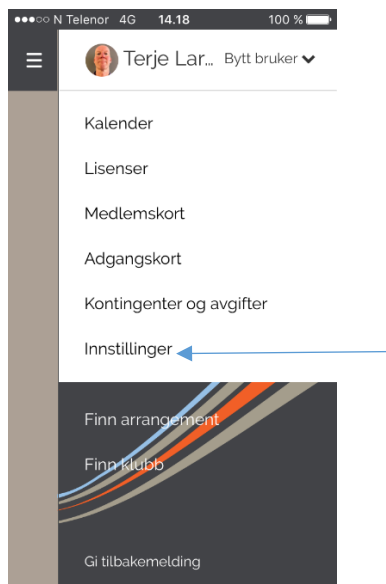 N Telenor 4G 14.18 100 %
Terje Lar... Bytt bruker
Kalender
Lisenser
Medlemskort
Adgangskort
Kontingenter og avgifter
Innstillinger
Finn arrangement
Finn klubb
Gi tilbakemelding